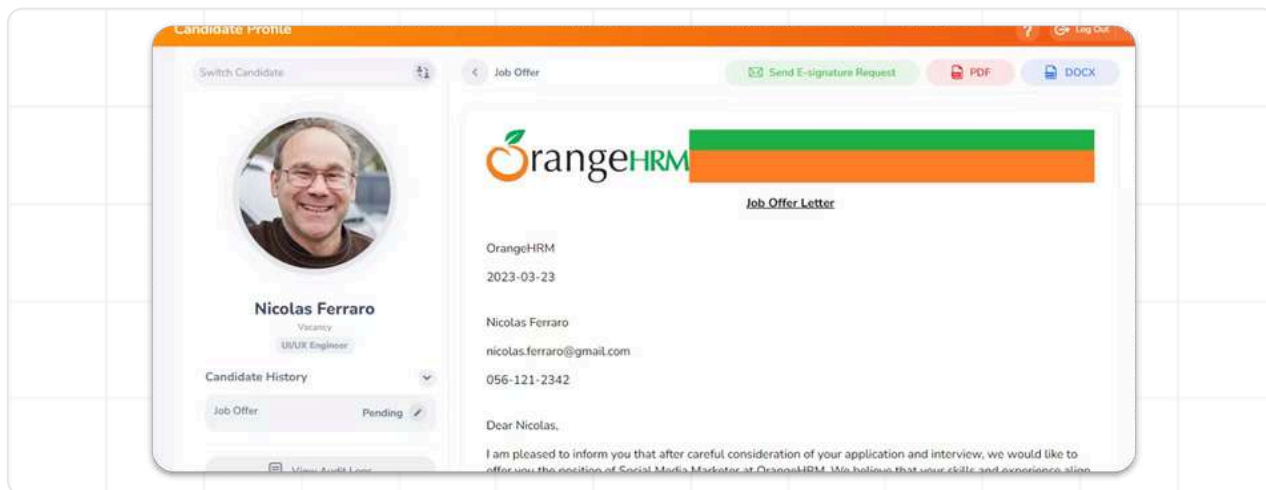 Candidate Profile
? Log Out
Switch Candidate
Job Offer
Send E-signature Request
PDF
DOCX
OrangeHRM
Job Offer Letter
OrangeHRM
2023-03-23
Nicolas Ferraro
Vacancy
UI/UX Engineer
Candidate History
Job Offer
Pending
View Audit Logs
Nicolas Ferraro
nicolas.ferraro@gmail.com
056-121-2342
Dear Nicolas,
I am pleased to inform you that after careful consideration of your application and interview, we would like to
offer you the position of Social Media Marketer at OrangeHRM. We believe that your skills and experience align